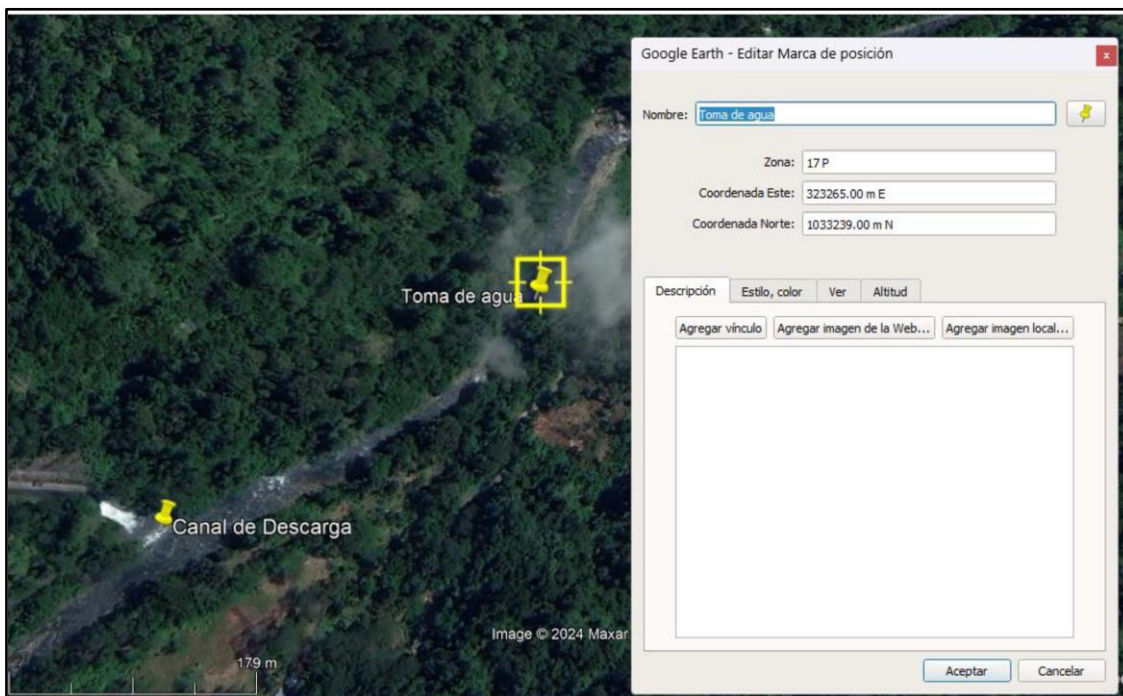 Google Earth - Editar Marca de posición
x
Nombre: Toma de agua
Zona: 17 P
Coordenada Este: 323265.00 m E
Coordenada Norte: 1033239.00 m N
Descripción Estilo, color Ver Altitud
Agregar vínculo Agregar imagen de la Web... Agregar imagen local...
Aceptar Cancelar
Toma de agua
Canal de Descarga
Image © 2024 Maxar
179 m